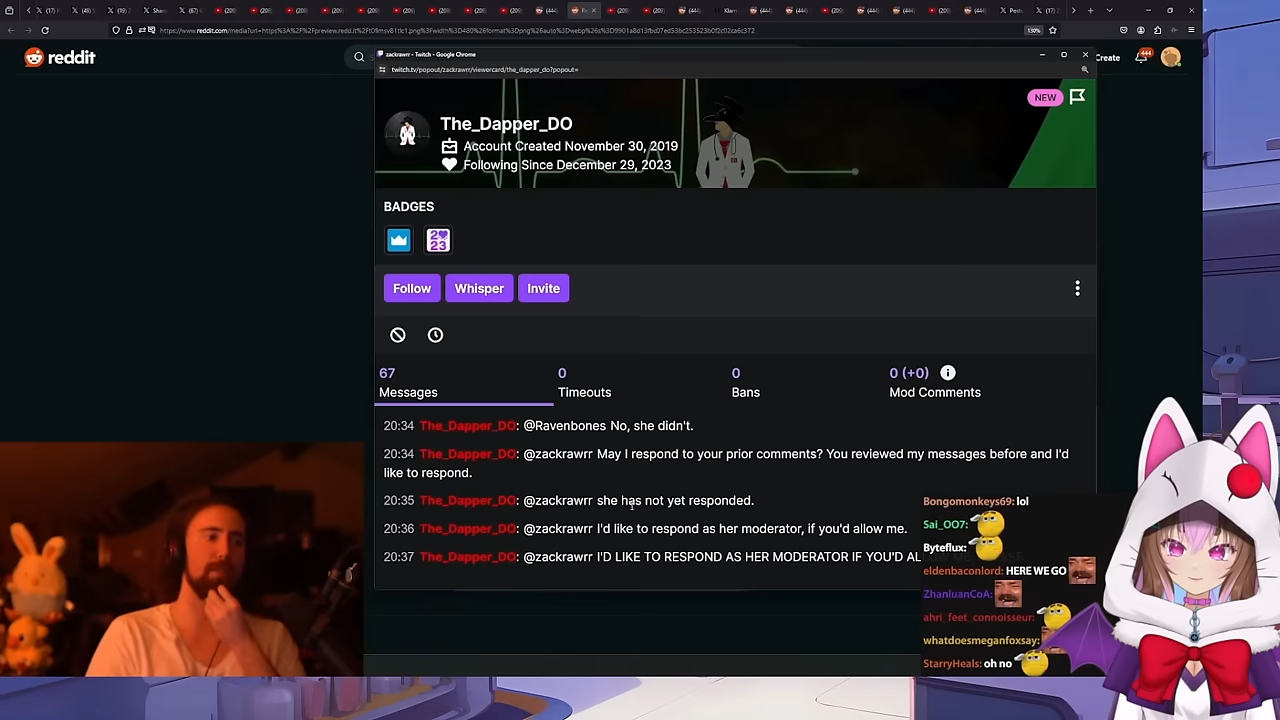 reddit
Create
444
zackrawrr - Twitch - Google Chrome
twitch.tv/popout/zackrawrr/viewercard/the_dapper_do?popout=
130%
NEW
The_Dapper_DO
Account Created November 30, 2019
Following Since December 29, 2023
BADGES
2
23
Follow Whisper Invite
67 0 0 0 (+0)
Messages Timeouts Bans Mod Comments
20:34 The_Dapper_DO: @Ravenbones No, she didn't.
20:34 The_Dapper_DO: @zackrawrr May I respond to your prior comments? You reviewed my messages before and I'd
like to respond.
20:35 The_Dapper_DO: @zackrawrr she has not yet responded.
20:36 The_Dapper_DO: @zackrawrr I'd like to respond as her moderator, if you'd allow me.
20:37 The_Dapper_DO: @zackrawrr I'D LIKE TO RESPOND AS HER MODERATOR IF YOU'D AL
Bongomonkeys69: lol
Sai_OO7:
Byteflux:
eldenbaconlord: HERE WE GO
ZhanluanCoA:
ahri_feet_connoisseur:
whatdoesmeganfoxsay:
StarryHeals: oh no